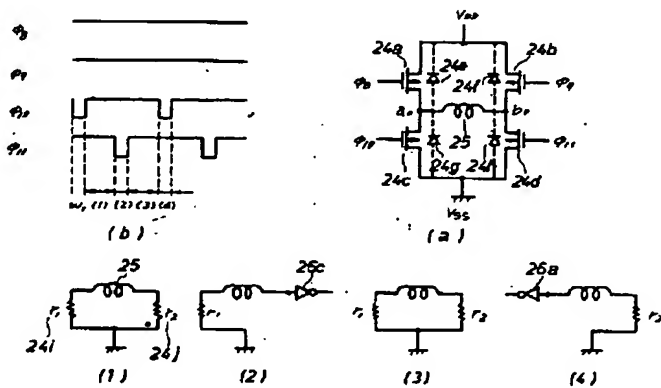 φ8
φ9
φ10
φ11
W1 (1) (2) (3) (4)
(b)
VDD
24a
24b
24e
24f
φ8
φ9
a0
b0
25
φ10
φ11
24c
24g
24h
24d
VSS
(a)
25
r1
r2
24i
24j
(1)
r1
26c
(2)
r1
r2
(3)
26a
r2
(4)